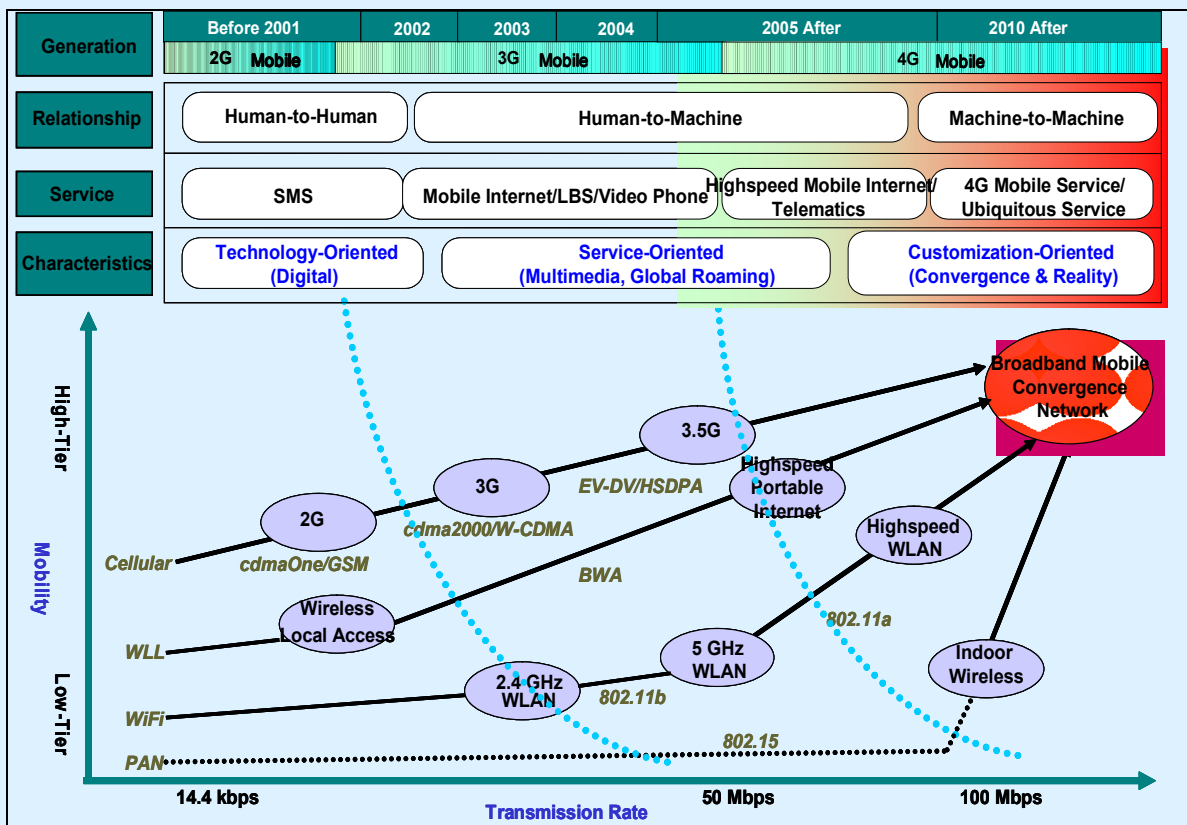 Generation
Before 2001
2002
2003
2004
2005 After
2010 After
2G Mobile
3G Mobile
4G Mobile
Relationship
Human-to-Human
Human-to-Machine
Machine-to-Machine
Service
SMS
Mobile Internet/LBS/Video Phone
Highspeed Mobile Internet/
Telematics
4G Mobile Service/
Ubiquitous Service
Characteristics
Technology-Oriented
(Digital)
Service-Oriented
(Multimedia, Global Roaming)
Customization-Oriented
(Convergence & Reality)
High-Tier
Mobility
Low-Tier
Broadband Mobile
Convergence
Network
3.5G
EV-DV/HSDPA
3G
cdma2000/W-CDMA
2G
cdmaOne/GSM
Cellular
Highspeed
Portable
Internet
BWA
Wireless
Local Access
WLL
Highspeed
WLAN
802.11a
5 GHz
WLAN
802.11b
2.4 GHz
WLAN
WiFi
Indoor
Wireless
802.15
PAN
14.4 kbps
50 Mbps
100 Mbps
Transmission Rate